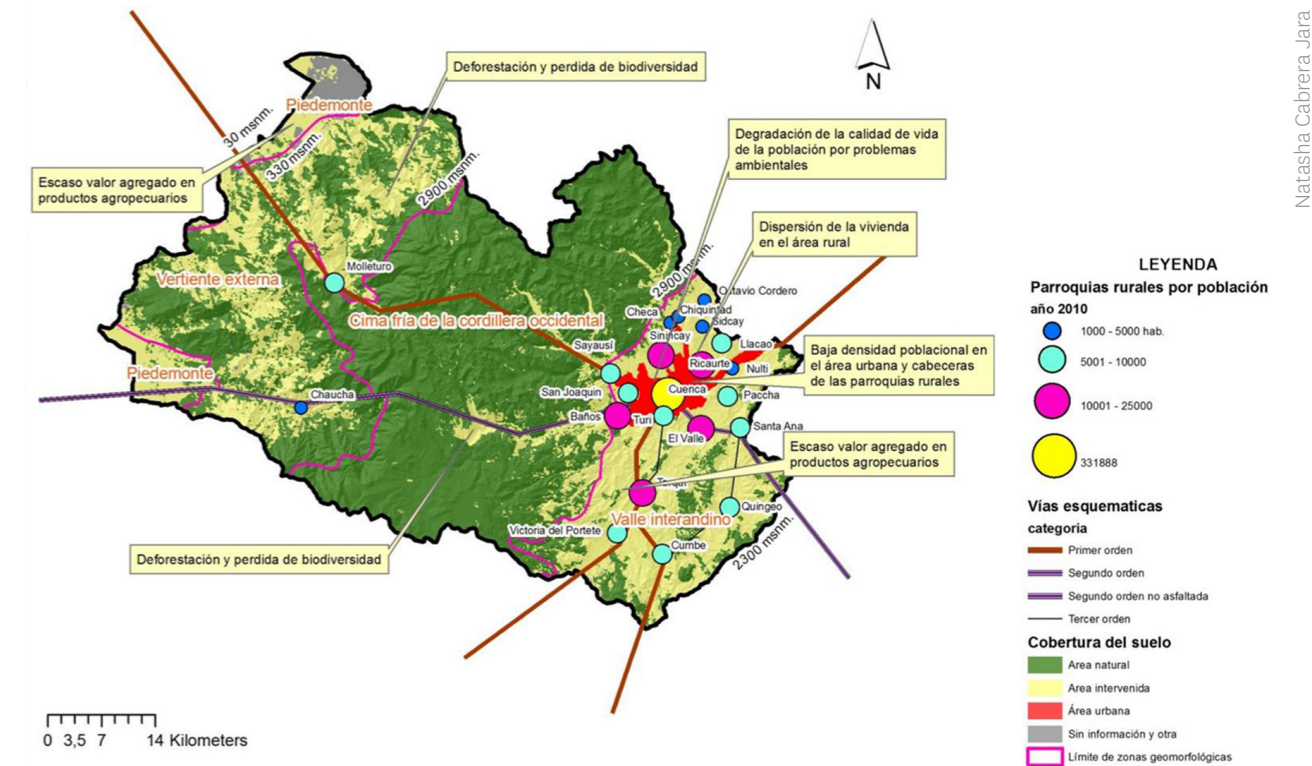 Natasha Cabrera Jara
Deforestación y perdida de biodiversidad
N
Piedemonte
30 msnm.
330 msnm.
2900 msnm.
Degradación de la calidad de vida
de la población por problemas
ambientales
Escaso valor agregado en
productos agropecuarios
Dispersión de la vivienda
en el área rural
Vertiente externa
Molleturo
2900 msnm.
Octavio Cordero
Checa
Chiquintad
Sidcay
Cima fría de la cordillera occidental
Sinincay
Sayausí
Llacao
Ricaurte
Nulti
Baja densidad poblacional en
el área urbana y cabeceras
de las parroquias rurales
Piedemonte
Chaucha
San Joaquin
Cuenca
Paccha
Baños
Turi
El Valle
Santa Ana
Escaso valor agregado en
productos agropecuarios
Tarqui
Quingeo
Valle interandino
Victoria del Portete
Cumbe
2300 msnm.
Deforestación y perdida de biodiversidad
0 3,5 7 14 Kilometers
LEYENDA
Parroquias rurales por población
año 2010
1000 - 5000 hab.
5001 - 10000
10001 - 25000
331888
Vías esquematicas
categoria
Primer orden
Segundo orden
Segundo orden no asfaltada
Tercer orden
Cobertura del suelo
Area natural
Area intervenida
Área urbana
Sin información y otra
Límite de zonas geomorfológicas